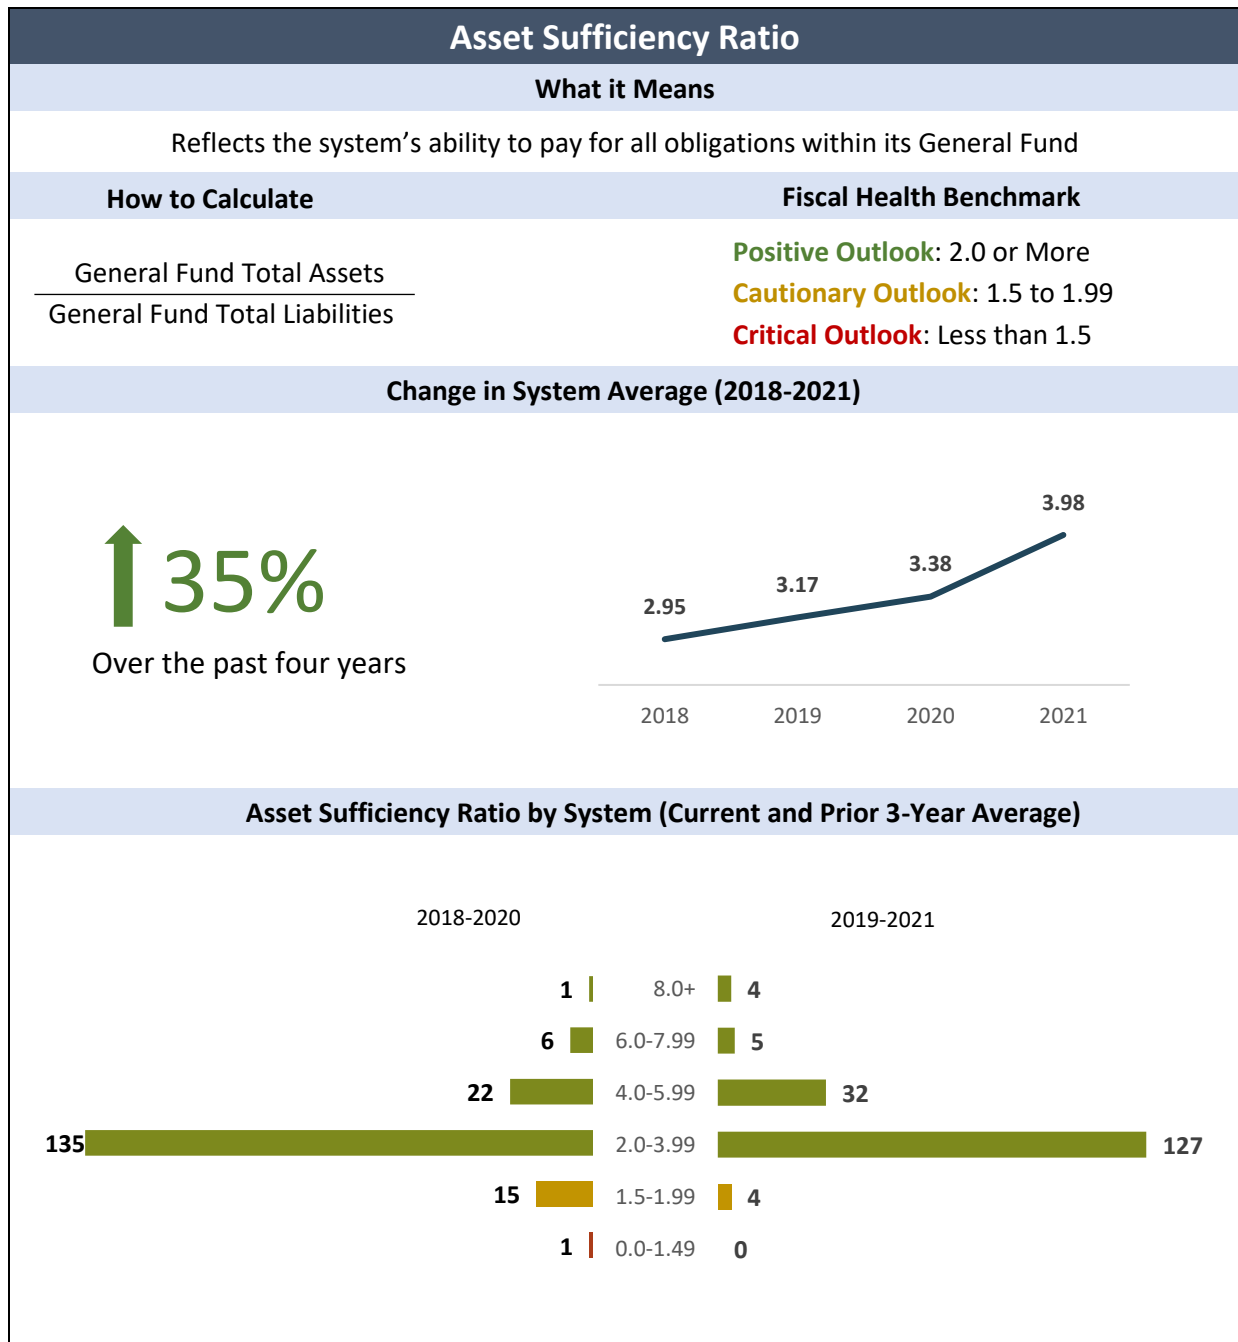 Asset Sufficiency Ratio
What it Means
Reflects the system’s ability to pay for all obligations within its General Fund
How to Calculate
General Fund Total Assets
General Fund Total Liabilities
Fiscal Health Benchmark
Positive Outlook: 2.0 or More
Cautionary Outlook: 1.5 to 1.99
Critical Outlook: Less than 1.5
Change in System Average (2018-2021)
35%
Over the past four years
2.95
3.17
3.38
3.98
2018 2019 2020 2021
Asset Sufficiency Ratio by System (Current and Prior 3-Year Average)
2018-2020 2019-2021
1 8.0+ 4
6 6.0-7.99 5
22 4.0-5.99 32
135 2.0-3.99 127
15 1.5-1.99 4
1 0.0-1.49 0